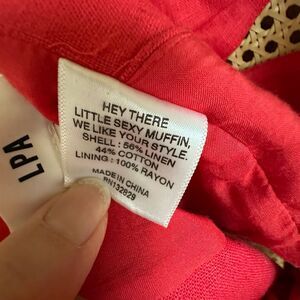 HEY THERE
LITTLE SEXY MUFFIN,
WE LIKE YOUR STYLE.
SHELL : 56% LINEN
44% COTTON
LINING : 100% RAYON
MADE IN CHINA
RN132829
LPA